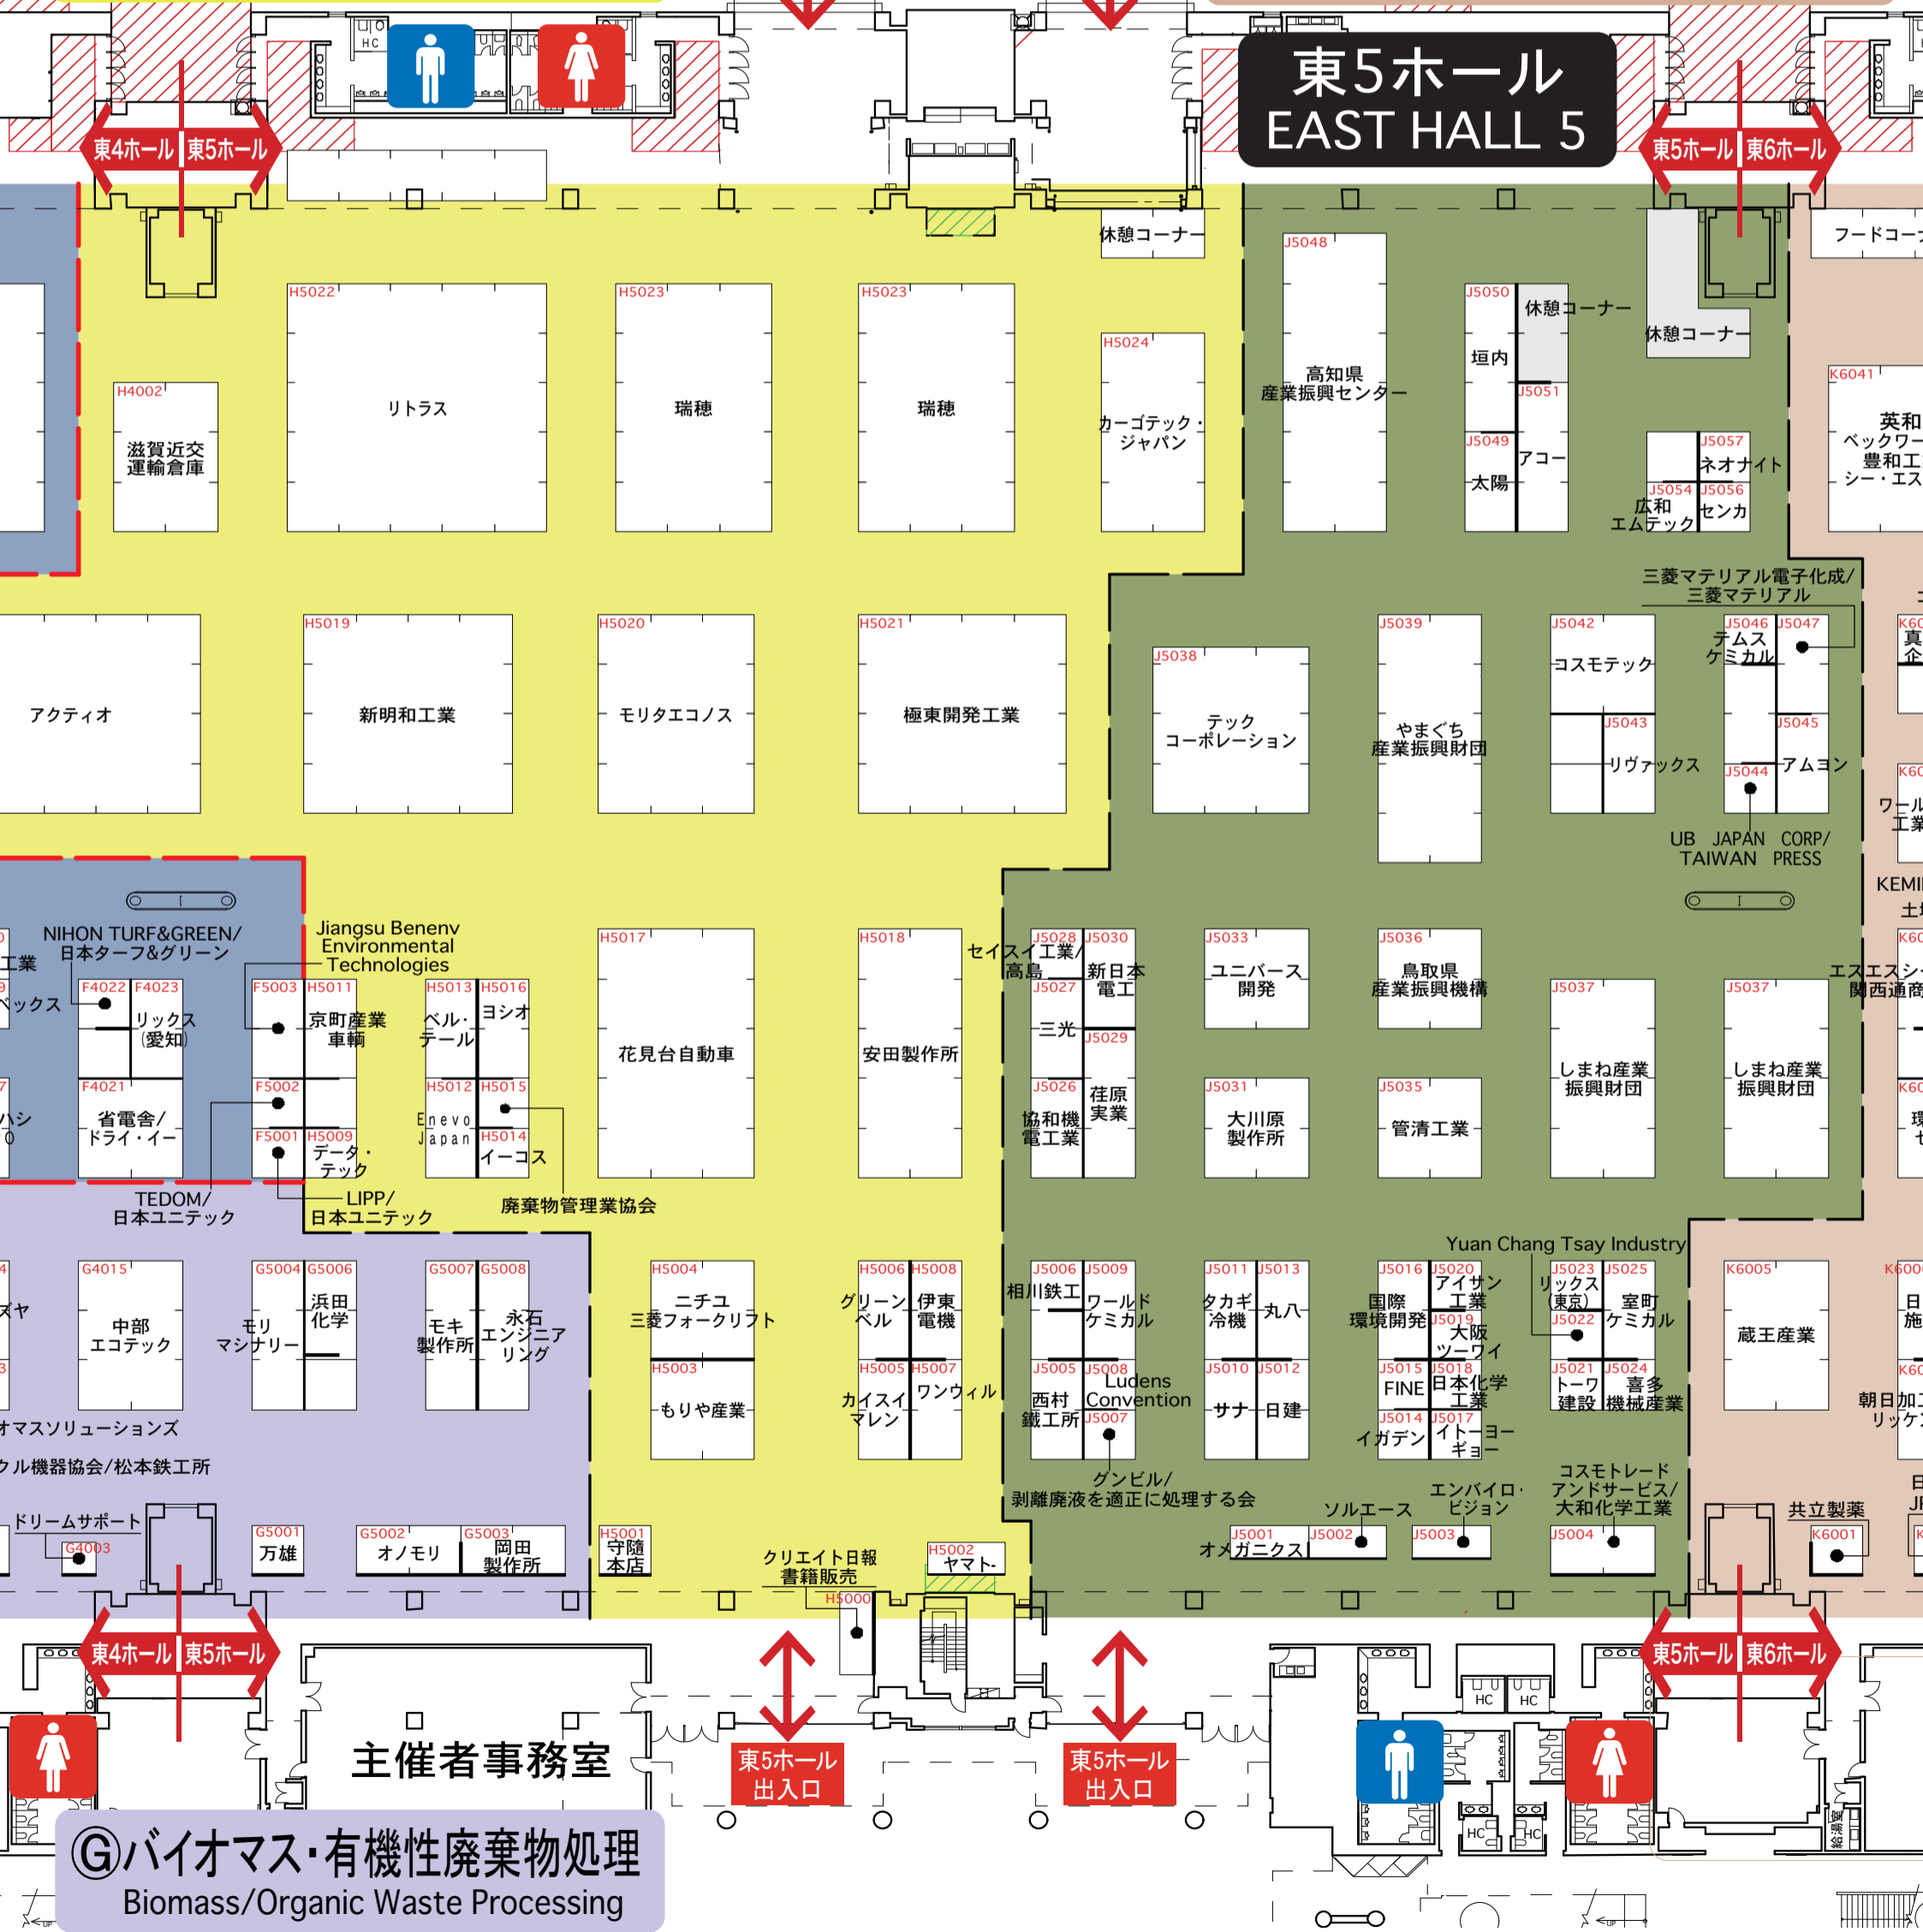 HC
東5ホール
EAST HALL 5
東4ホール 東5ホール
東5ホール 東6ホール
休憩コーナー
J5048
高知県
産業振興センター
J5050
垣内
休憩コーナー
休憩コーナー
H5022
リトラス
H5023
瑞穂
H5023
瑞穂
H5024
カーゴテック・
ジャパン
H4002
滋賀近交
運輸倉庫
J5051
アコー
J5049
太陽
J5057
ネオナイト
J5054
広和
エムテック
J5056
センカ
K6041
英和
三菱マテリアル電子化成/
三菱マテリアル
アクティオ
H5019
新明和工業
H5020
モリタエコノス
H5021
極東開発工業
J5038
テック
コーポレーション
J5039
やまぐち
産業振興財団
J5042
コスモテック
J5043
リヴァックス
J5046
テムス
ケミカル
J5047
J5045
アムヨン
J5044
UB JAPAN CORP/
TAIWAN PRESS
NIHON TURF&GREEN/
日本ターフ&グリーン
Jiangsu Benenv
Environmental
Technologies
F4022
F4023
リックス
(愛知)
F4021
省電舎/
ドライ・イー
F5003
H5011
京町産業
車輌
F5002
F5001
H5009
データ・
テック
TEDOM/
日本ユニテック
LIPP/
日本ユニテック
H5013
ベル・
テール
H5016
ヨシオ
H5012
Enevo
Japan
H5015
H5014
イーコス
廃棄物管理業協会
H5017
花見台自動車
H5018
安田製作所
J5028
セイスイ工業/
高島
J5030
新日本
電工
J5027
三光
J5029
荏原
実業
J5026
協和機
電工業
J5033
ユニバース
開発
J5031
大川原
製作所
J5036
鳥取県
産業振興機構
J5035
管清工業
J5037
しまね産業
振興財団
J5037
しまね産業
振興財団
G4015
中部
エコテック
G5004
モリ
マシナリー
G5006
浜田
化学
G5007
モキ
製作所
G5008
永石
エンジニア
リング
H5004
ニチユ
三菱フォークリフト
H5003
もりや産業
H5006
グリーン
ベル
H5008
伊東
電機
H5005
カイスイ
マレン
H5007
ワンウィル
J5006
相川鉄工
J5009
ワールド
ケミカル
J5005
西村
鐵工所
J5008
Ludens
Convention
J5007
グンビル/
剥離廃液を適正に処理する会
J5011
タカギ
冷機
J5013
丸八
J5010
サナ
J5012
日建
J5016
国際
環境開発
J5020
アイサン
工業
J5019
大阪
ツーワイ
J5015
FINE
J5018
日本化学
工業
J5014
イガデン
J5017
イトーヨー
ギョー
Yuan Chang Tsay Industry
J5023
リックス
(東京)
J5025
室町
ケミカル
J5022
J5021
トーワ
建設
J5024
喜多
機械産業
K6005
蔵王産業
オマスソリューションズ
クル機器協会/松本鉄工所
ドリームサポート
G4003
G5001
万雄
G5002
オノモリ
G5003
岡田
製作所
H5001
守隨
本店
クリエイト日報
書籍販売
H5000
H5002
ヤマト
J5001
オメガニクス
J5002
ソルエース
J5003
エンバイロ・
ビジョン
J5004
コスモトレード
アンドサービス/
大和化学工業
共立製薬
K6001
東4ホール 東5ホール
東5ホール 東6ホール
主催者事務室
東5ホール
出入口
東5ホール
出入口
HC HC
HC HC
給湯室
Ⓖバイオマス・有機性廃棄物処理
Biomass/Organic Waste Processing
UP
UP